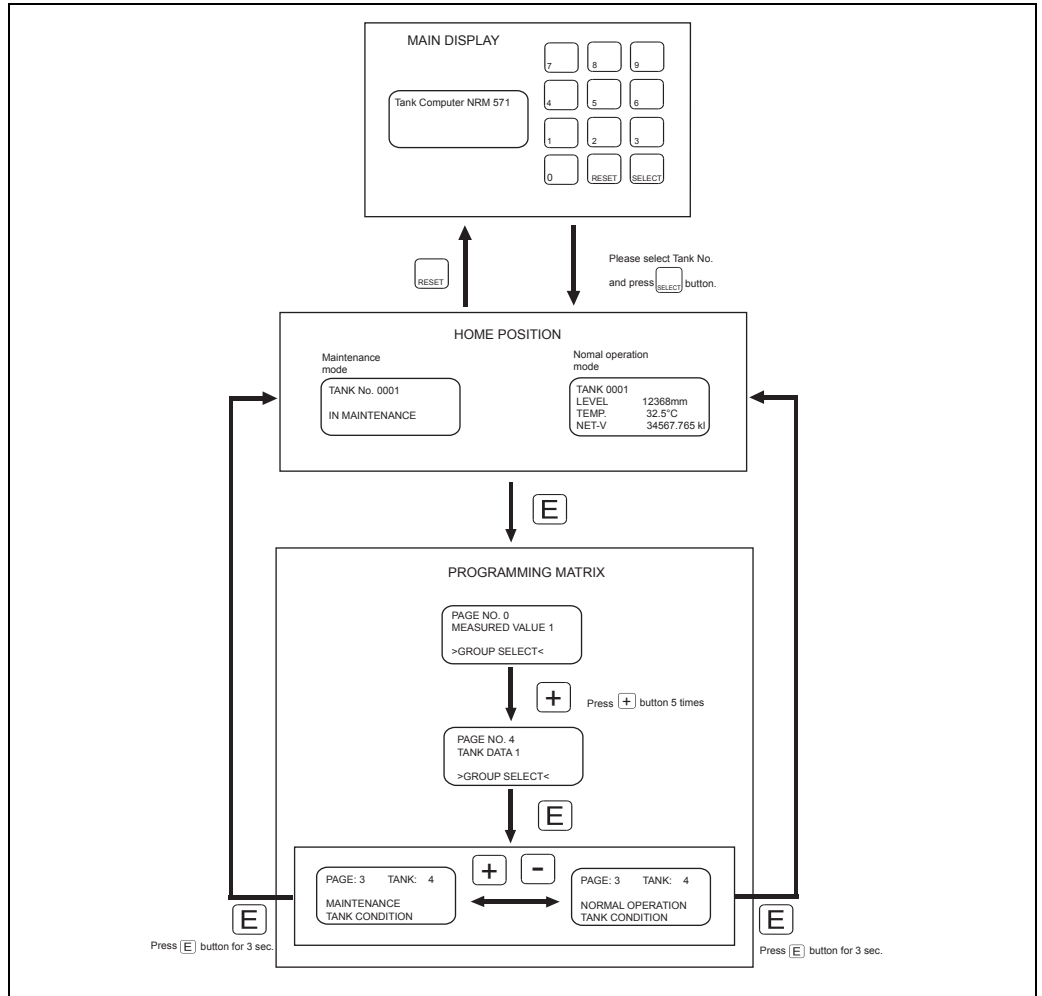 MAIN DISPLAY
Tank Computer NRM 571
7
8
9
4
5
6
1
2
3
0
RESET
SELECT
RESET
Please select Tank No.
and press SELECT button.
HOME POSITION
Maintenance
mode
TANK No. 0001
IN MAINTENANCE
Nomal operation
mode
TANK 0001
LEVEL 12368mm
TEMP. 32.5°C
NET-V 34567.765 kl
E
PROGRAMMING MATRIX
PAGE NO. 0
MEASURED VALUE 1
>GROUP SELECT<
+
Press + button 5 times
PAGE NO. 4
TANK DATA 1
>GROUP SELECT<
E
+ -
PAGE: 3 TANK: 4
MAINTENANCE
TANK CONDITION
PAGE: 3 TANK: 4
NORMAL OPERATION
TANK CONDITION
E
Press E button for 3 sec.
E
Press E button for 3 sec.